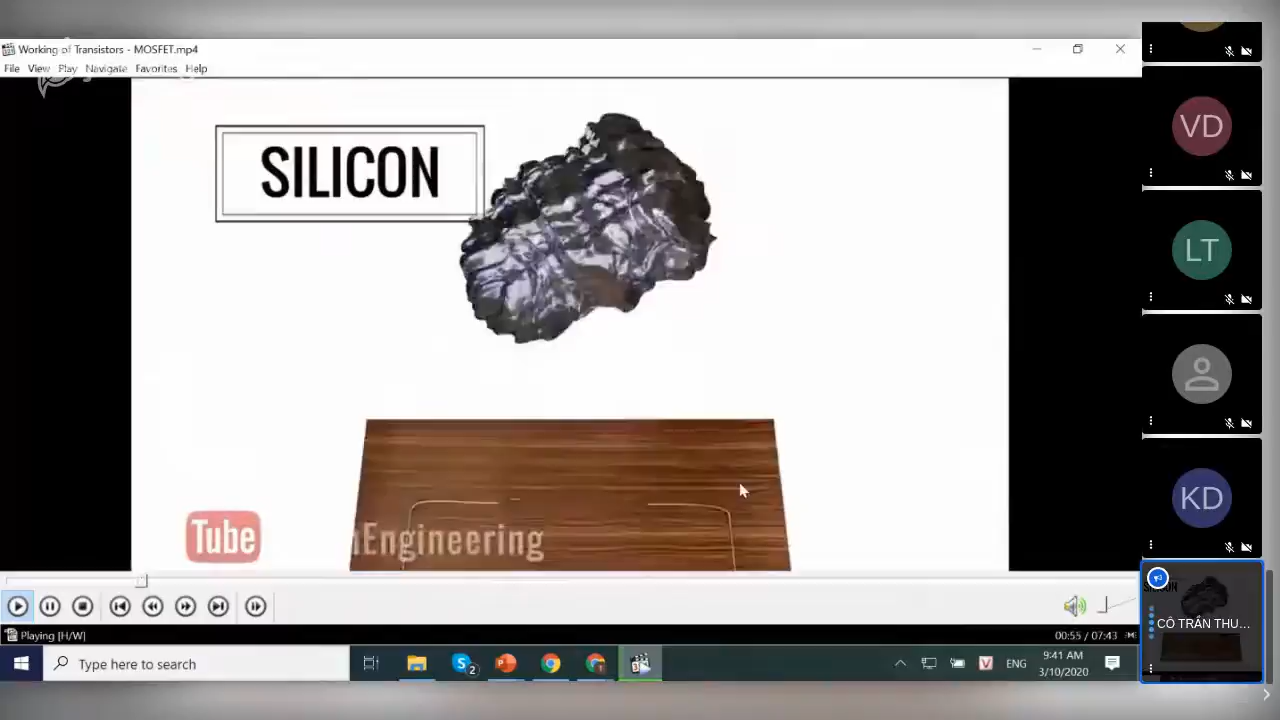 Working of Transistors - MOSFET.mp4
File View Play Navigate Favorites Help
SILICON
Tube
nEngineering
Playing [H/W]
00:55 / 07:43
Type here to search
2
ENG
9:41 AM
3/10/2020
VD
LT
KD
CÔ TRẦN THU...